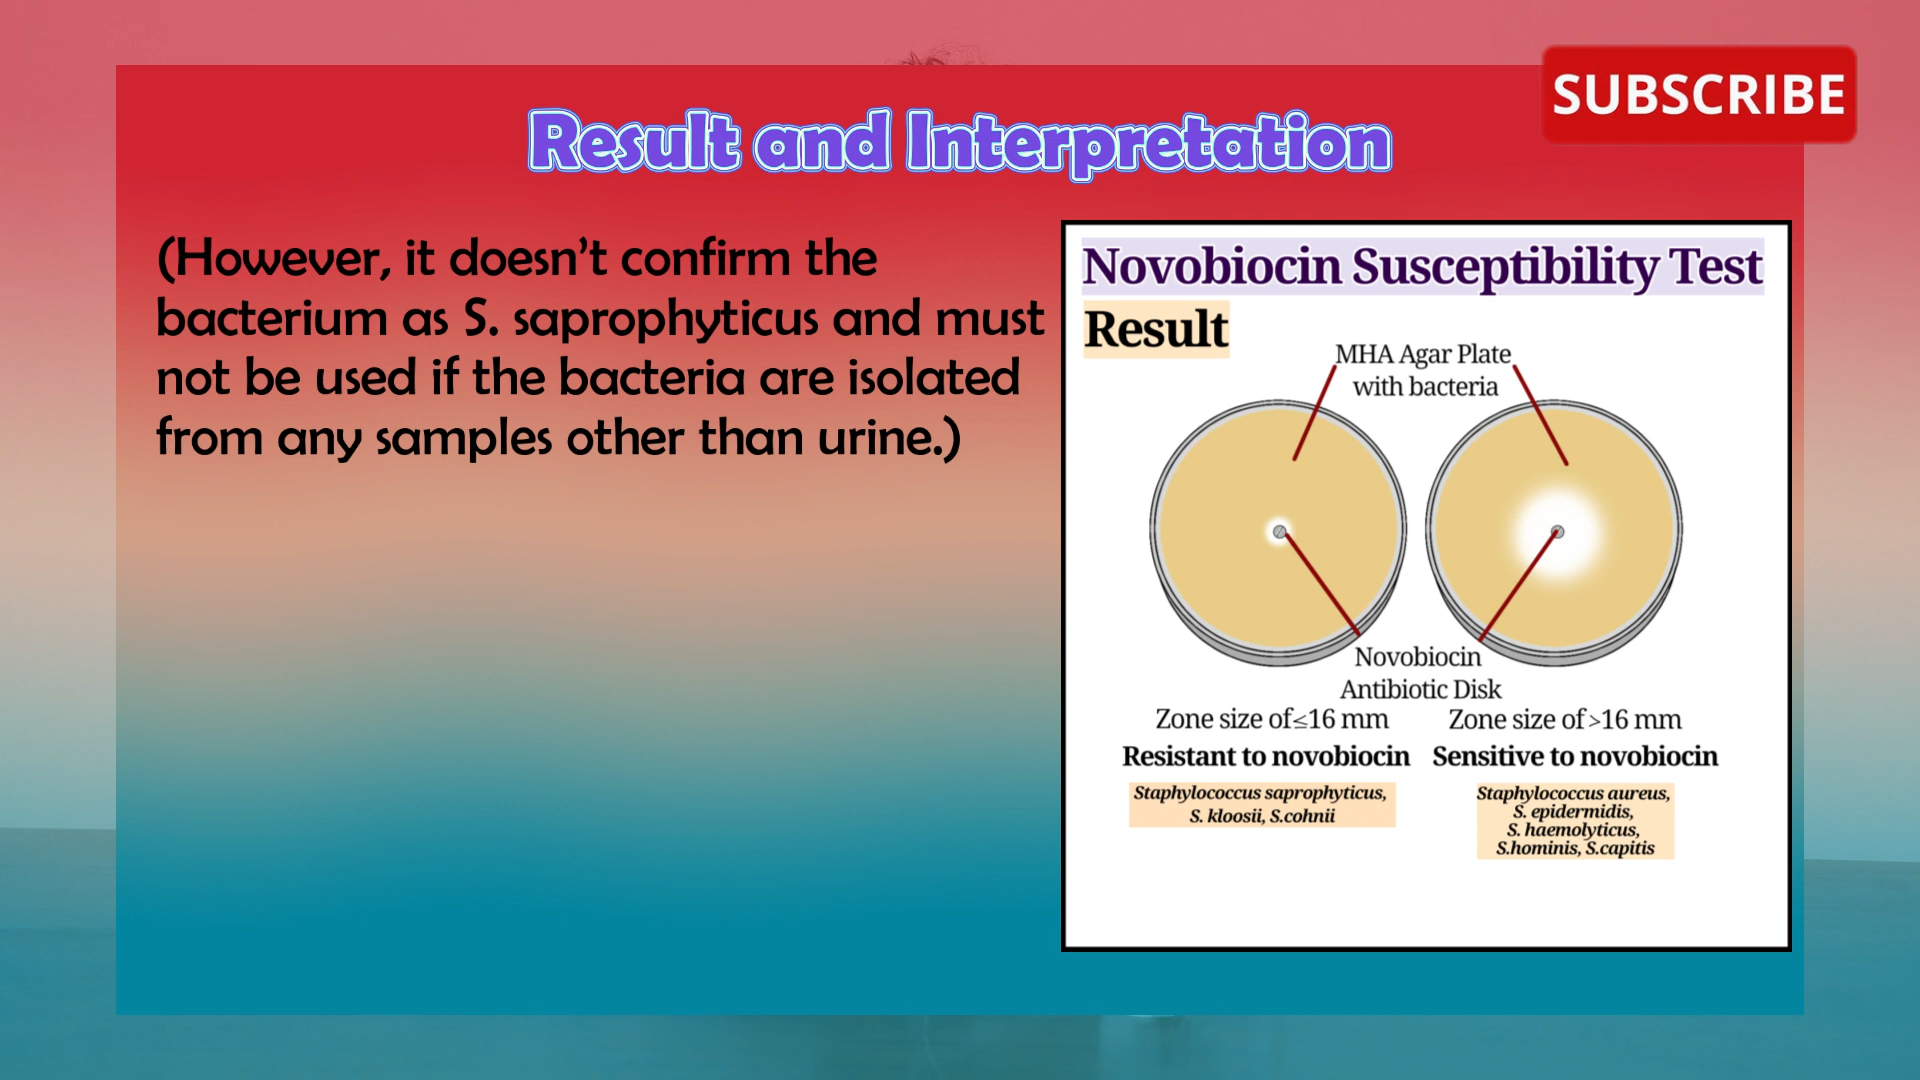 SUBSCRIBE
Result and Interpretation
(However, it doesn’t confirm the
bacterium as S. saprophyticus and must
not be used if the bacteria are isolated
from any samples other than urine.)
Novobiocin Susceptibility Test
Result
MHA Agar Plate
with bacteria
Novobiocin
Antibiotic Disk
Zone size of≤16 mm
Resistant to novobiocin
Staphylococcus saprophyticus,
S. kloosii, S.cohnii
Zone size of >16 mm
Sensitive to novobiocin
Staphylococcus aureus,
S. epidermidis,
S. haemolyticus,
S.hominis, S.capitis